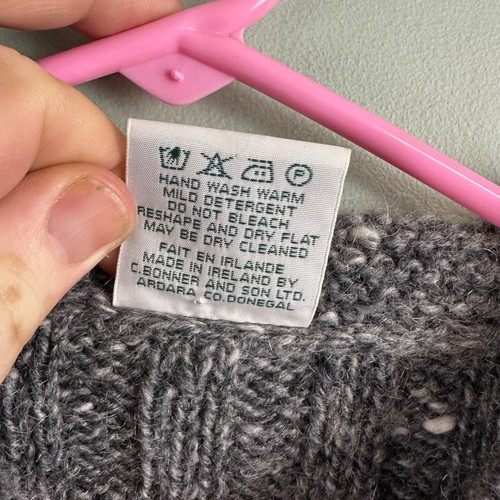 P
HAND WASH WARM
MILD DETERGENT
DO NOT BLEACH
RESHAPE AND DRY FLAT
MAY BE DRY CLEANED
FAIT EN IRLANDE
MADE IN IRELAND BY
C.BONNER AND SON LTD.
ARDARA CO.DONEGAL